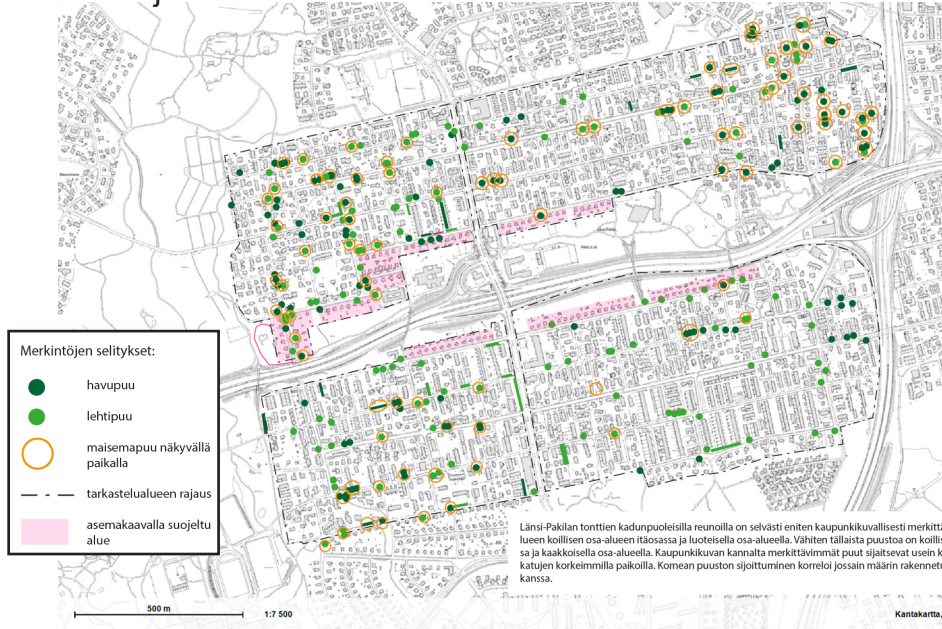 Merkintöjen selitykset:
havupuu
lehtipuu
maisemapuu näkyvällä
paikalla
tarkastelualueen rajaus
asemakaavalla suojeltu
alue
Länsi-Pakilan tonttien kadunpuoleisilla reunoilla on selvästi eniten kaupunkikuvallisesti
lueen koillisen osa-alueen itäosassa ja luoteisella osa-alueella. Vähiten tällaista puustoa on
sa ja kaakkoisella osa-alueella. Kaupunkikuvan kannalta merkittävimmät puut sijaitsevat usein
katujen korkeimmilla paikoilla. Komean puuston sijoittuminen korreloi jossain määrin
kanssa.
500 m
1:7 500
Kantakartta,